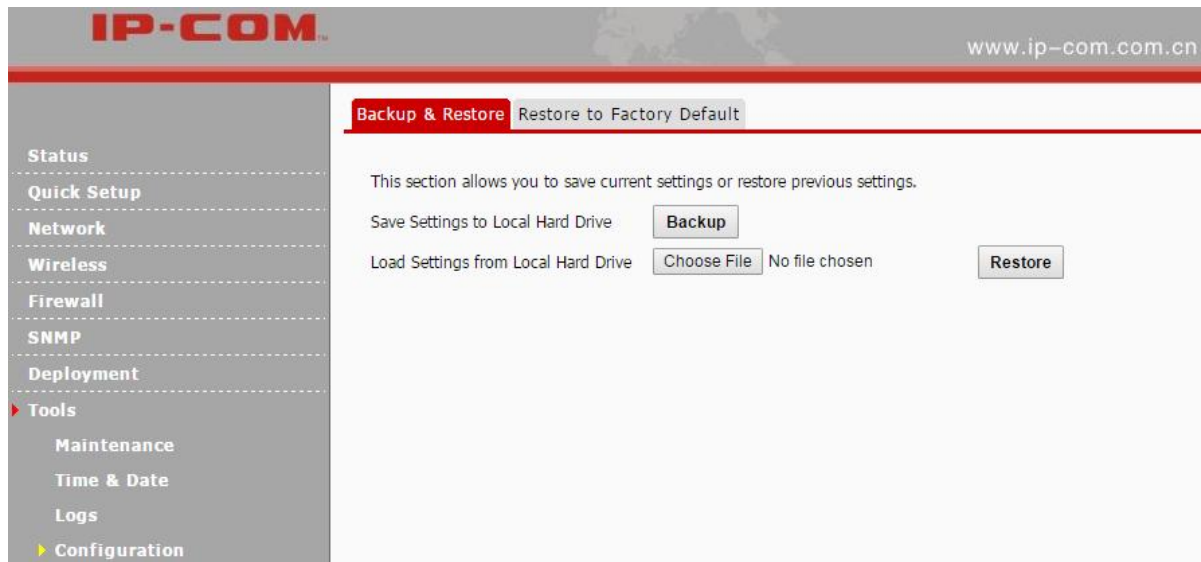 IP-COM
www.ip-com.com.cn
Backup & Restore Restore to Factory Default
Status
Quick Setup
Network
Wireless
Firewall
SNMP
Deployment
Tools
Maintenance
Time & Date
Logs
Configuration
This section allows you to save current settings or restore previous settings.
Save Settings to Local Hard Drive Backup
Load Settings from Local Hard Drive Choose File No file chosen Restore